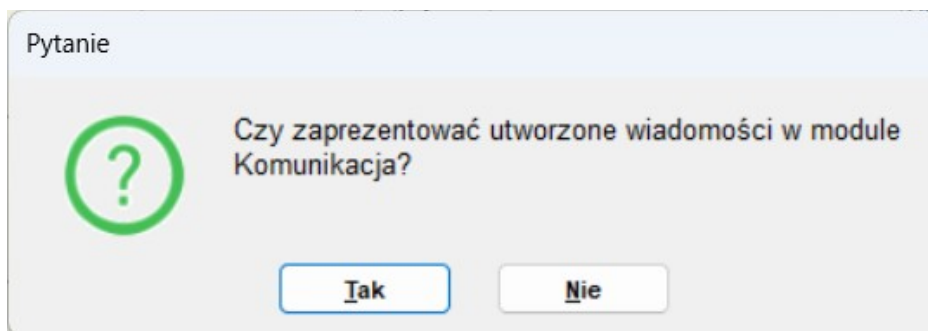 Pytanie
Czy zaprezentować utworzone wiadomości w module
Komunikacja?
Tak
Nie